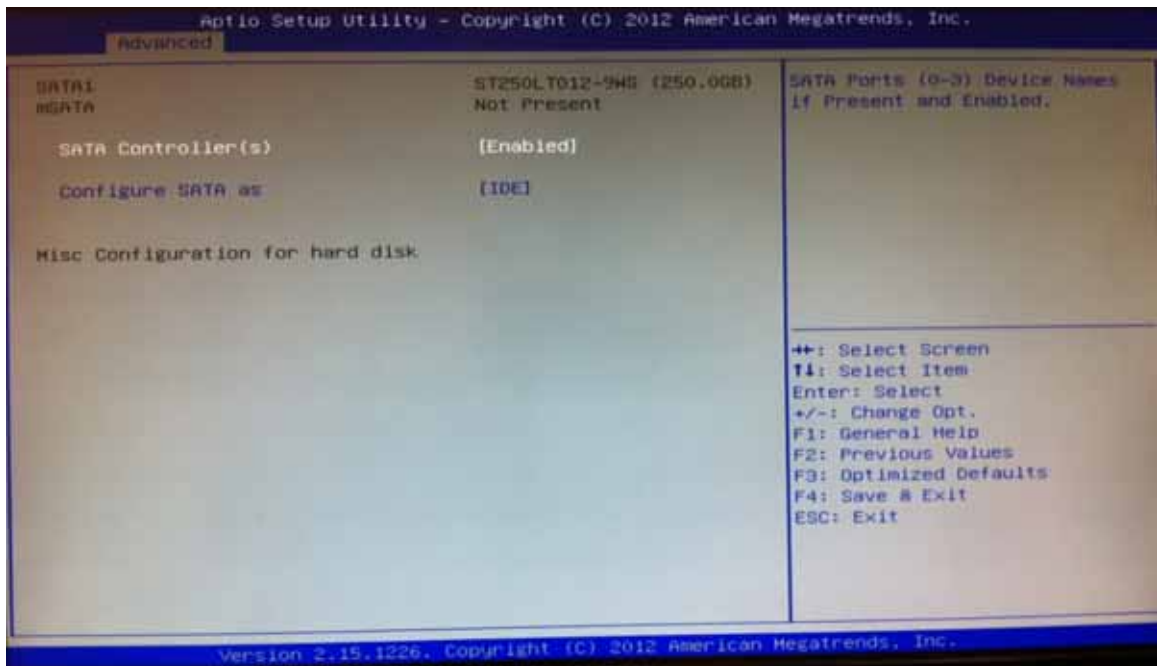 Aptio Setup Utility – Copyright (C) 2012 American Megatrends, Inc.
Advanced
SATA1 ST250LT012-9WS (250.0GB)
mSATA Not Present
SATA Controller(s) [Enabled]
Configure SATA as [IDE]
Misc Configuration for hard disk
SATA Ports (0-3) Device Names
if Present and Enabled.
→←: Select Screen
↑↓: Select Item
Enter: Select
+/-: Change Opt.
F1: General Help
F2: Previous Values
F3: Optimized Defaults
F4: Save & Exit
ESC: Exit
Version 2.15.1226. Copyright (C) 2012 American Megatrends, Inc.